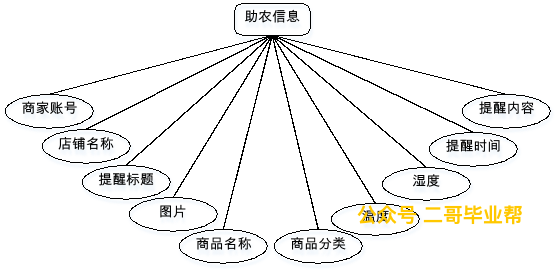 助农信息
商家账号
提醒内容
店铺名称
提醒时间
提醒标题
湿度
图片
温度
公众号 二哥毕业帮
商品名称
商品分类